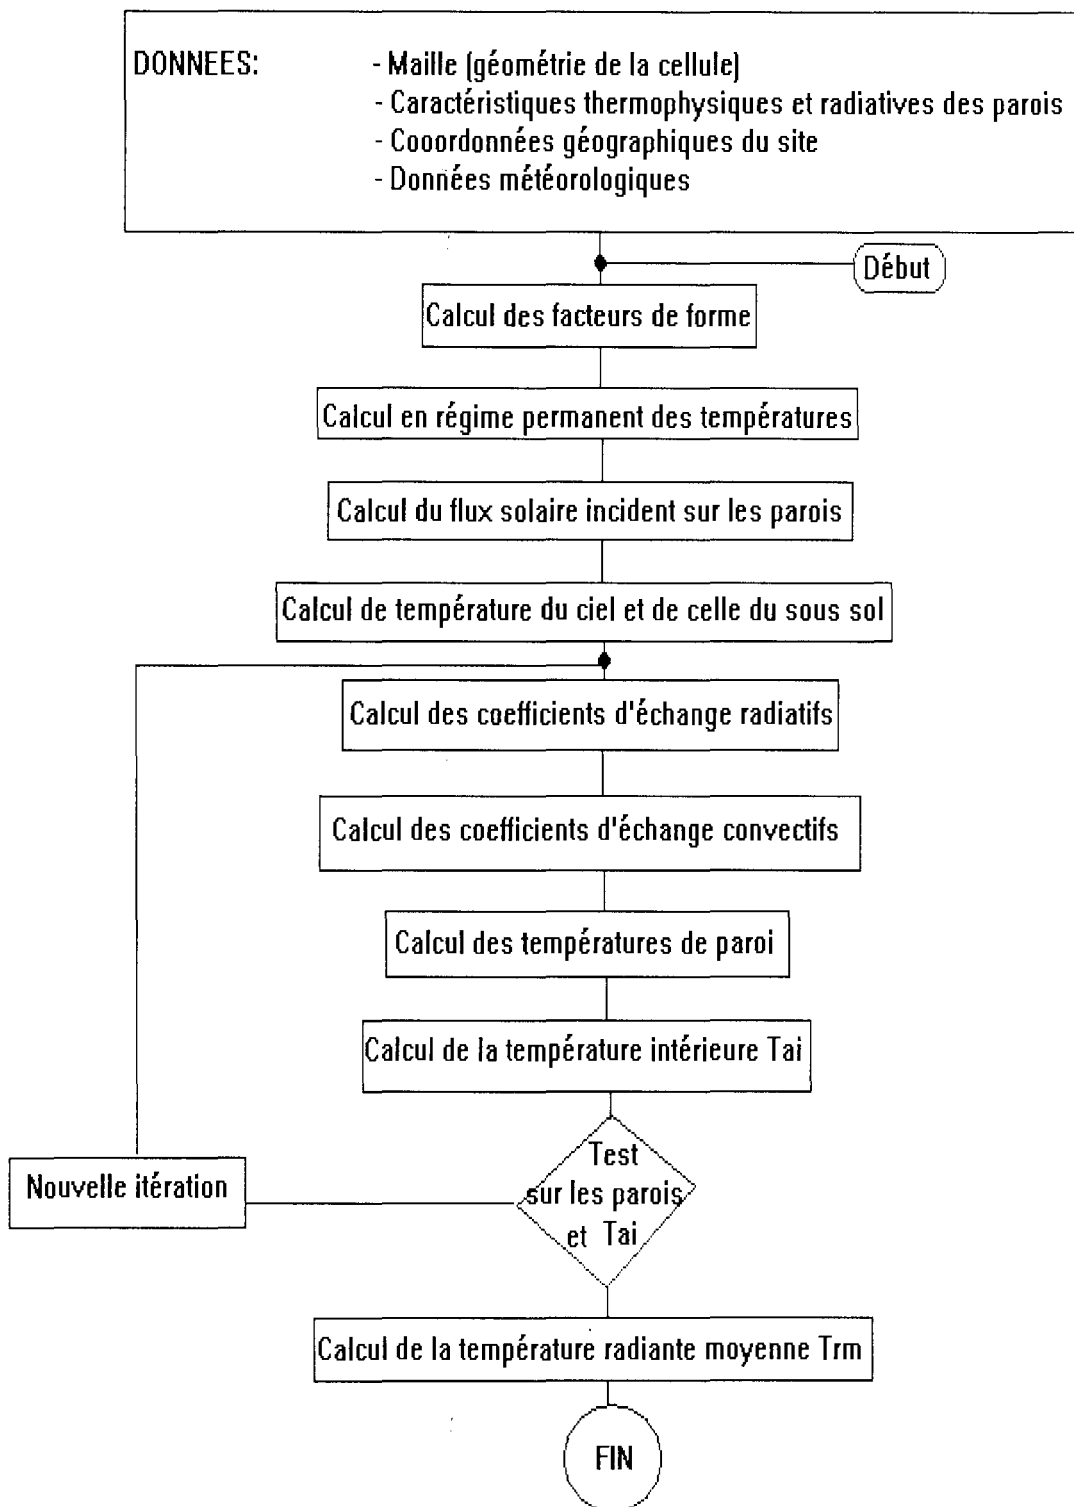 DONNEES:
- Maille (géométrie de la cellule)
- Caractéristiques thermophysiques et radiatives des parois
- Cooordonnées géographiques du site
- Données météorologiques
Début
Calcul des facteurs de forme
Calcul en régime permanent des températures
Calcul du flux solaire incident sur les parois
Calcul de température du ciel et de celle du sous sol
Calcul des coefficients d'échange radiatifs
Calcul des coefficients d'échange convectifs
Calcul des températures de paroi
Calcul de la température intérieure Tai
Test
sur les parois
et Tai
Nouvelle itération
Calcul de la température radiante moyenne Trm
FIN